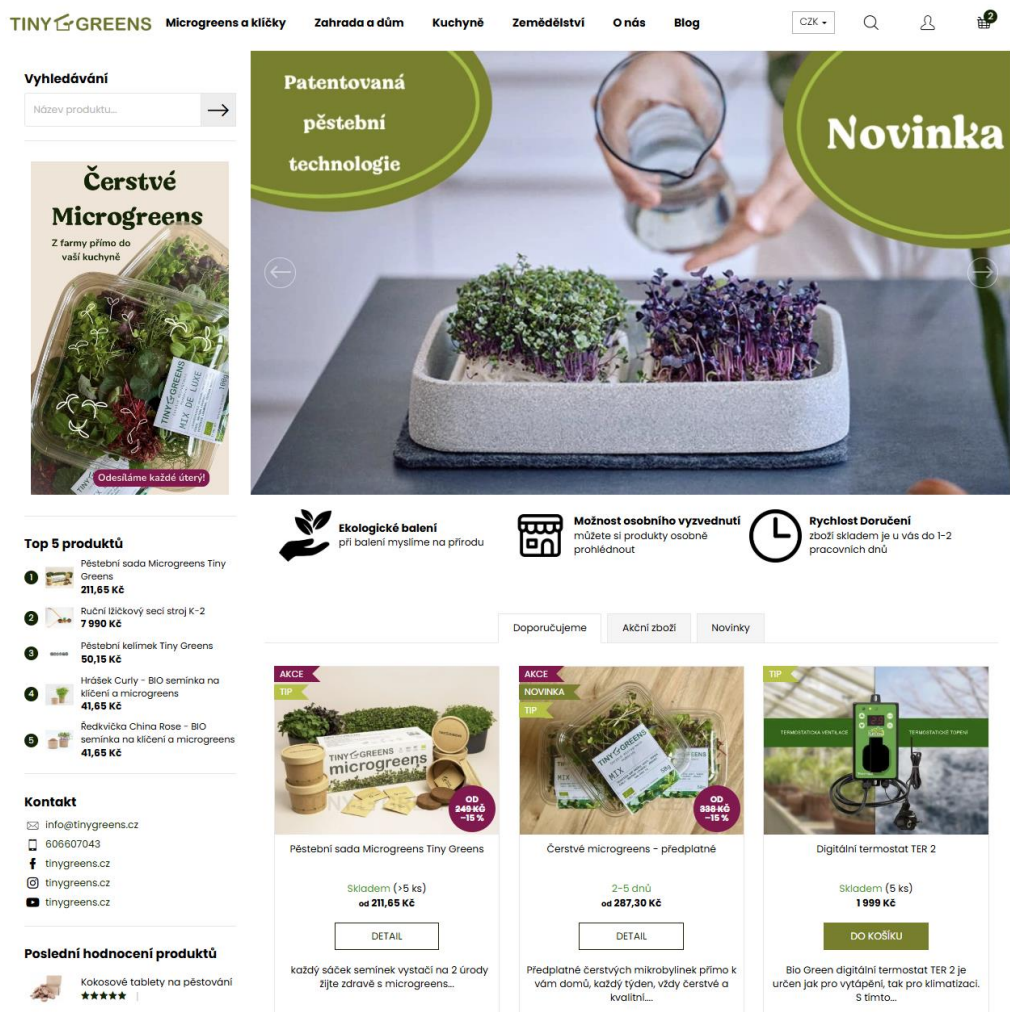 TINY GREENS
Microgreens a klíčky
Zahrada a dům
Kuchyně
Zemědělství
O nás
Blog
CZK
2
Vyhledávání
Název produktu...
Čerstvé
Microgreens
Z farmy přímo do
vaší kuchyně
TINY GREENS
MIX DE LUXE
Odesíláme každé úterý!
Patentovaná
pěstební
technologie
Novinka
Ekologické balení
při balení myslíme na přírodu
Možnost osobního vyzvednutí
můžete si produkty osobně
prohlédnout
Rychlost Doručení
zboží skladem je u vás do 1-2
pracovních dnů
Top 5 produktů
1
Pěstební sada Microgreens Tiny
Greens
211,65 Kč
2
Ruční lžičkový secí stroj K-2
7 990 Kč
3
Pěstební kelímek Tiny Greens
50,15 Kč
4
Hrášek Curly - BIO semínka na
klíčení a microgreens
41,65 Kč
5
Ředkvička China Rose - BIO
semínka na klíčení a microgreens
41,65 Kč
Kontakt
info@tinygreens.cz
606607043
tinygreens.cz
tinygreens.cz
tinygreens.cz
Poslední hodnocení produktů
Kokosové tablety na pěstování
Doporučujeme
Akční zboží
Novinky
AKCE
TIP
TINY GREENS
microgreens
OD
249 Kč
–15 %
Pěstební sada Microgreens Tiny Greens
Skladem (>5 ks)
od 211,65 Kč
DETAIL
každý sáček semínek vystačí na 2 úrody
žijte zdravě s microgreens...
AKCE
NOVINKA
TIP
TINY GREENS
MIX
OD
338 Kč
–15 %
Čerstvé microgreens - předplatné
2-5 dnů
od 287,30 Kč
DETAIL
Předplatné čerstvých mikrobylinek přímo k
vám domů, každý týden, vždy čerstvé a
kvalitní....
TIP
TERMOSTATICKÁ VENTILACE
TERMOSTATICKÉ TOPENÍ
Digitální termostat TER 2
Skladem (5 ks)
1 999 Kč
DO KOŠÍKU
Bio Green digitální termostat TER 2 je
určen jak pro vytápění, tak pro klimatizaci.
S tímto...